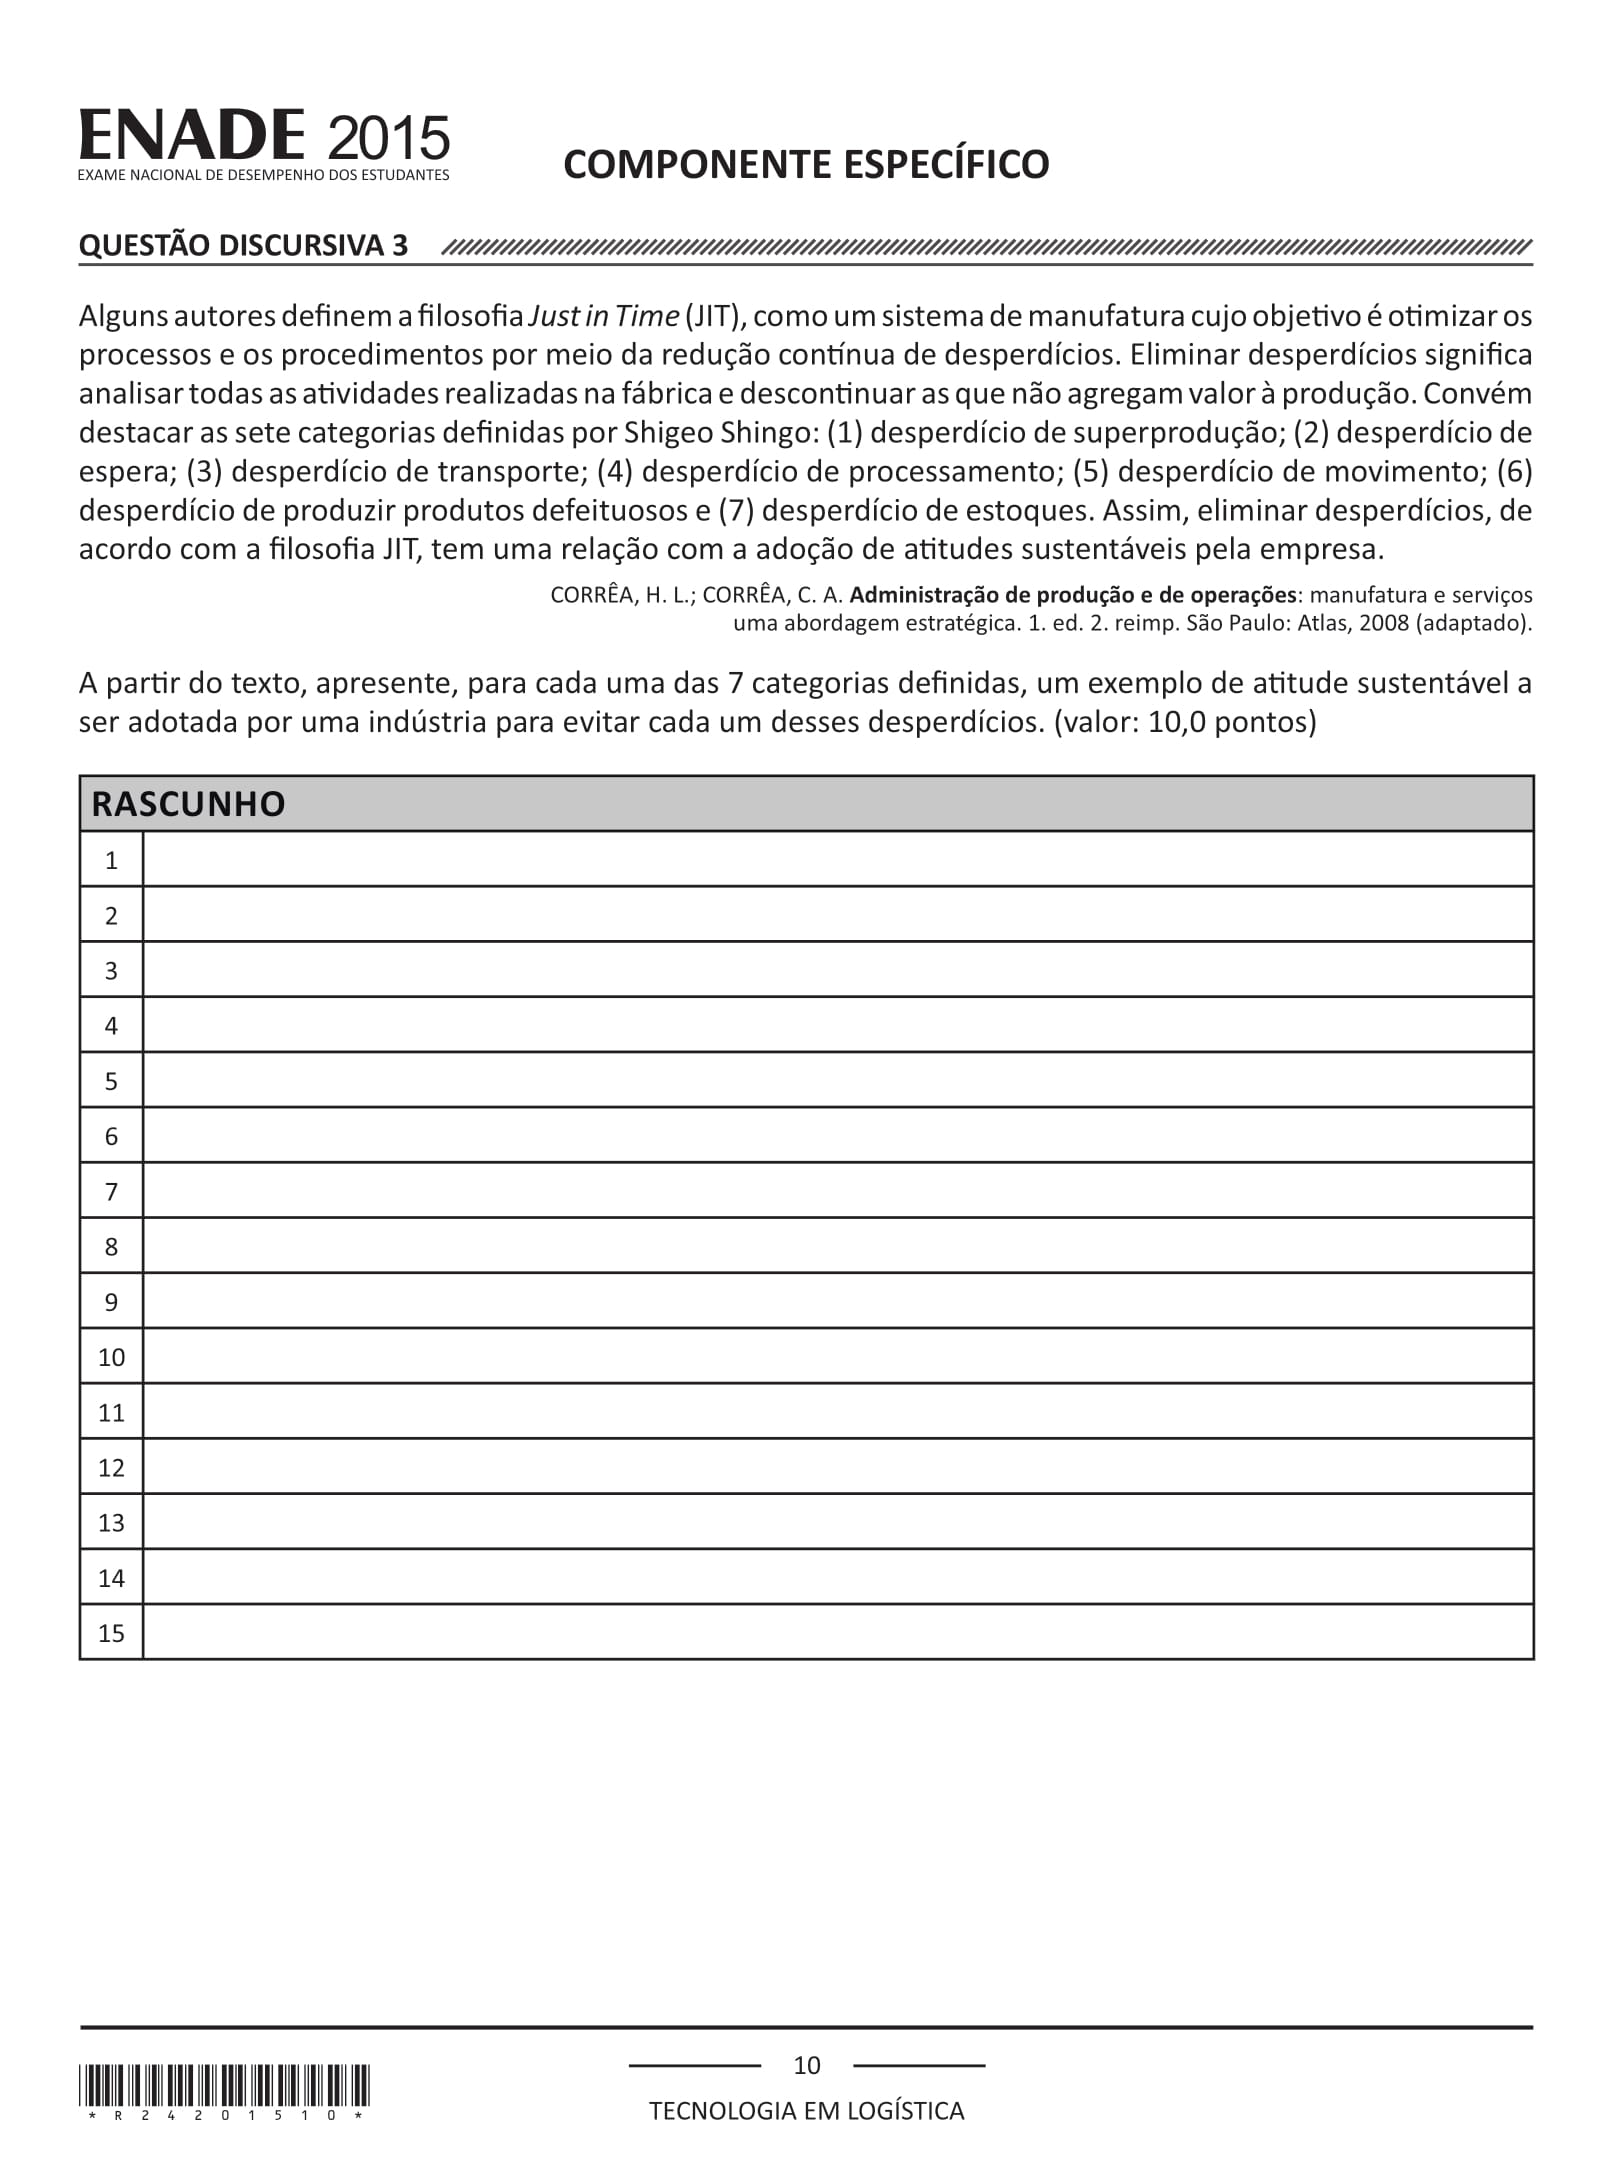 ENADE 2015
EXAME NACIONAL DE DESEMPENHO DOS ESTUDANTES
COMPONENTE ESPECÍFICO
QUESTÃO DISCURSIVA 3
Alguns autores definem a filosofia Just in Time (JIT), como um sistema de manufatura cujo objetivo é otimizar os
processos e os procedimentos por meio da redução contínua de desperdícios. Eliminar desperdícios significa
analisar todas as atividades realizadas na fábrica e descontinuar as que não agregam valor à produção. Convém
destacar as sete categorias definidas por Shigeo Shingo: (1) desperdício de superprodução; (2) desperdício de
espera; (3) desperdício de transporte; (4) desperdício de processamento; (5) desperdício de movimento; (6)
desperdício de produzir produtos defeituosos e (7) desperdício de estoques. Assim, eliminar desperdícios, de
acordo com a filosofia JIT, tem uma relação com a adoção de atitudes sustentáveis pela empresa.
CORRÊA, H. L.; CORRÊA, C. A. Administração de produção e de operações: manufatura e serviços
uma abordagem estratégica. 1. ed. 2. reimp. São Paulo: Atlas, 2008 (adaptado).
A partir do texto, apresente, para cada uma das 7 categorias definidas, um exemplo de atitude sustentável a
ser adotada por uma indústria para evitar cada um desses desperdícios. (valor: 10,0 pontos)
RASCUNHO
1
2
3
4
5
6
7
8
9
10
11
12
13
14
15
*R24201510*
10
TECNOLOGIA EM LOGÍSTICA